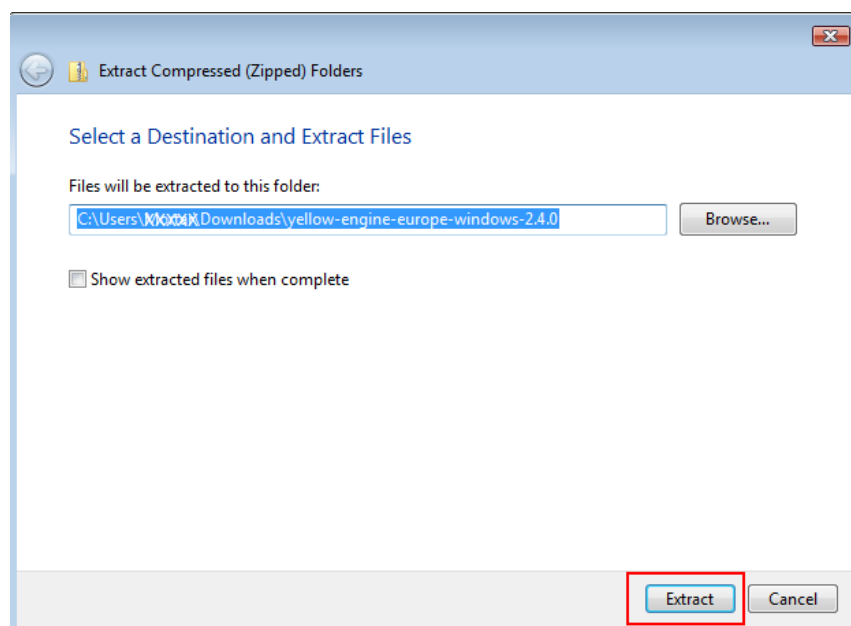 Extract Compressed (Zipped) Folders
Select a Destination and Extract Files
Files will be extracted to this folder:
C:\Users\ \Downloads\yellow-engine-europe-windows-2.4.0
Browse...
Show extracted files when complete
Extract
Cancel